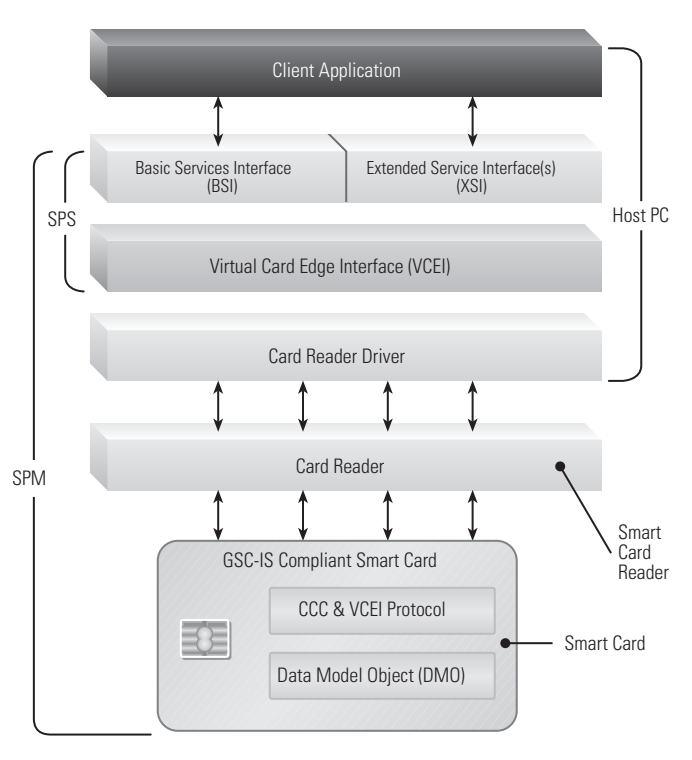 Client Application
Basic Services Interface
(BSI)
Extended Service Interface(s)
(XSI)
SPS
Host PC
Virtual Card Edge Interface (VCEI)
Card Reader Driver
Card Reader
SPM
Smart
Card
Reader
GSC-IS Compliant Smart Card
CCC & VCEI Protocol
Smart Card
Data Model Object (DMO)